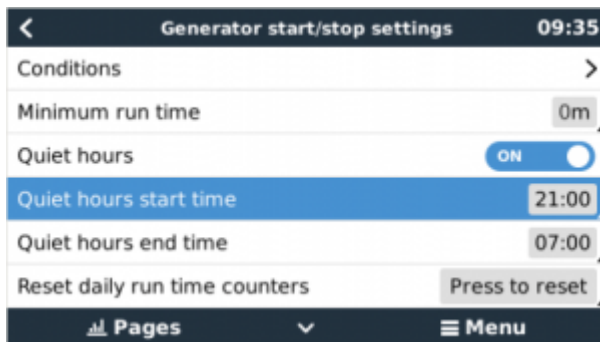 Generator start/stop settings 09:35
Conditions
Minimum run time 0m
Quiet hours ON
Quiet hours start time 21:00
Quiet hours end time 07:00
Reset daily run time counters Press to reset
Pages Menu